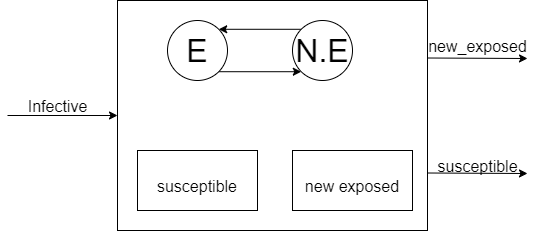 E
N.E
new_exposed
Infective
susceptible
susceptible
new exposed